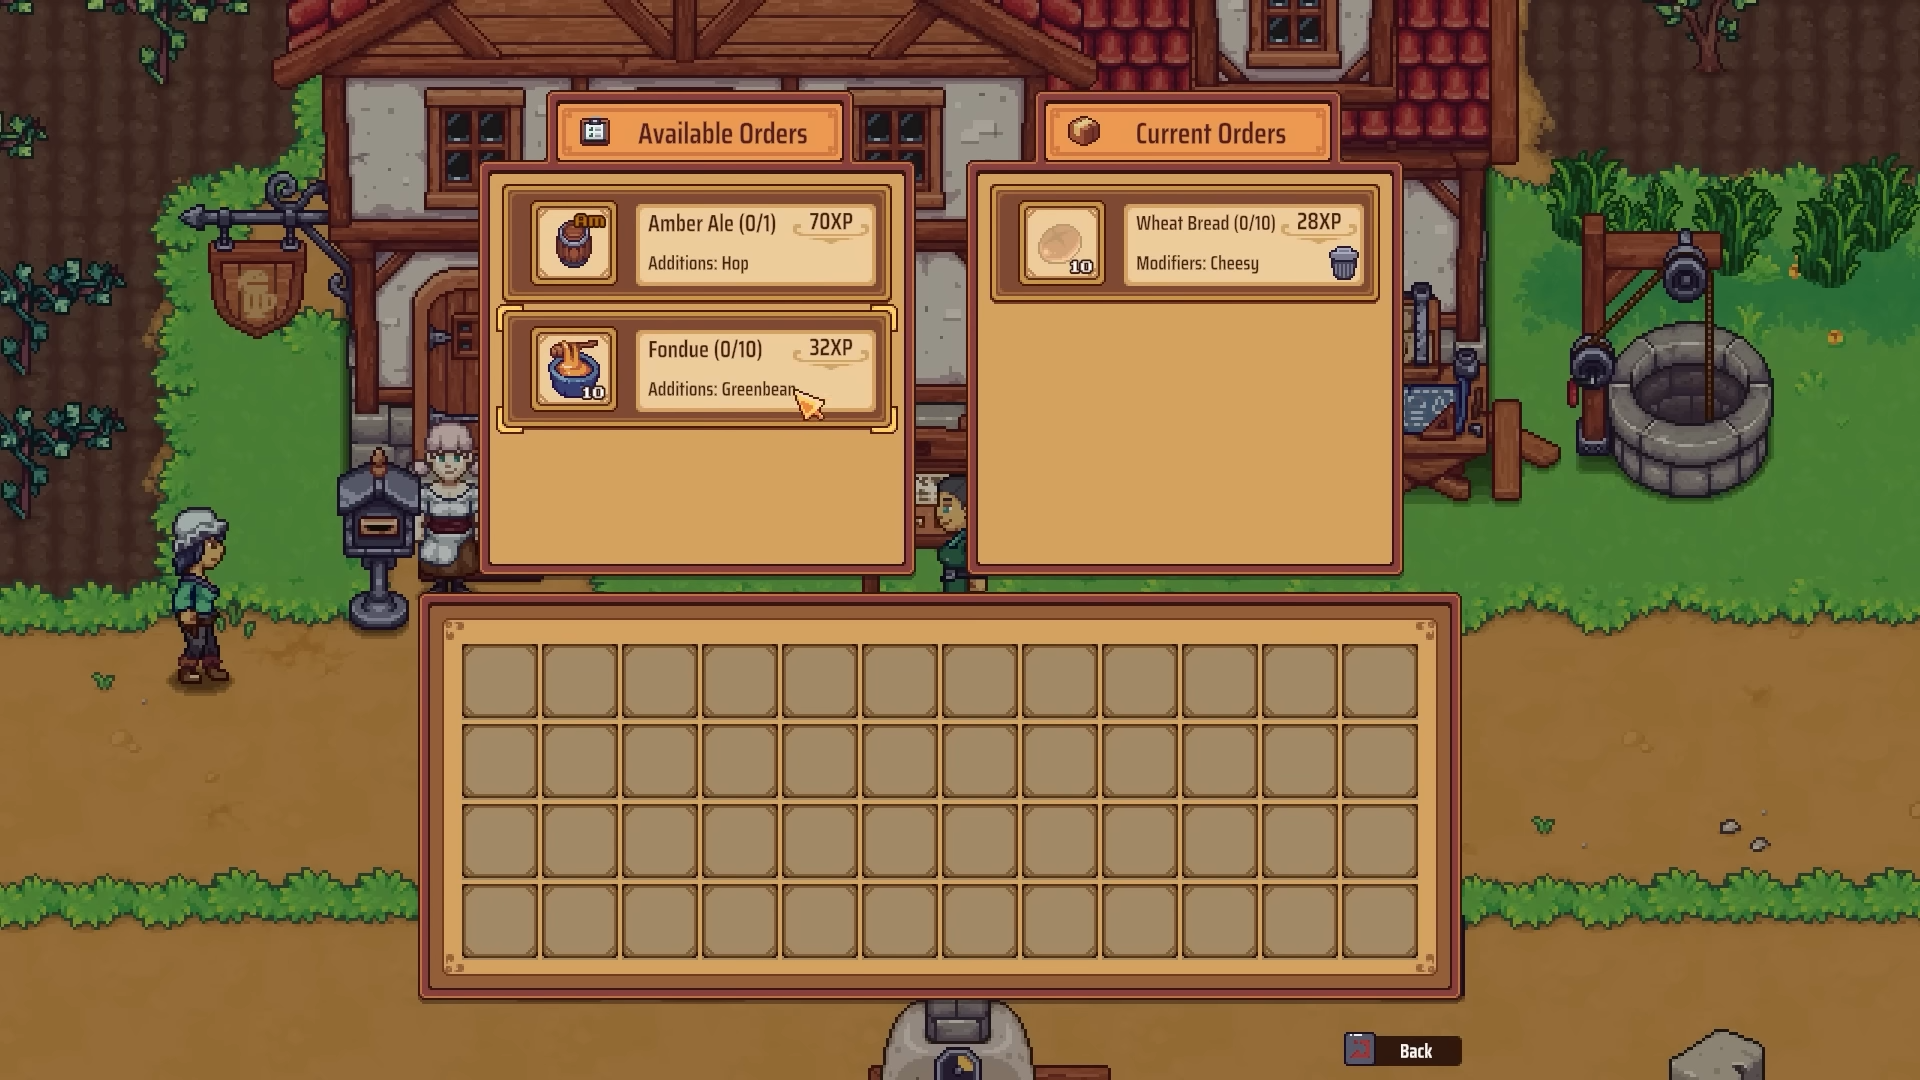 Available Orders
Current Orders
Am
Amber Ale (0/1)
70XP
Additions: Hop
10
Wheat Bread (0/10)
28XP
Modifiers: Cheesy
10
Fondue (0/10)
32XP
Additions: Greenbean
Back